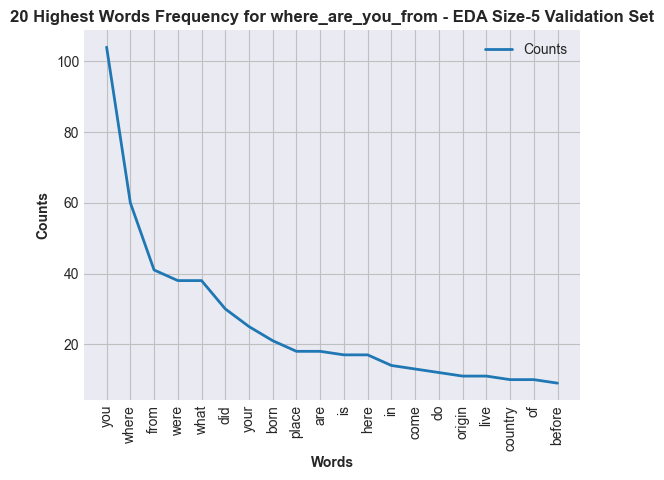 20 Highest Words Frequency for where_are_you_from - EDA Size-5 Validation Set
Counts
100
80
60
40
20
Counts
you
where
from
were
what
did
your
born
place
are
is
here
in
come
do
origin
live
country
of
before
Words